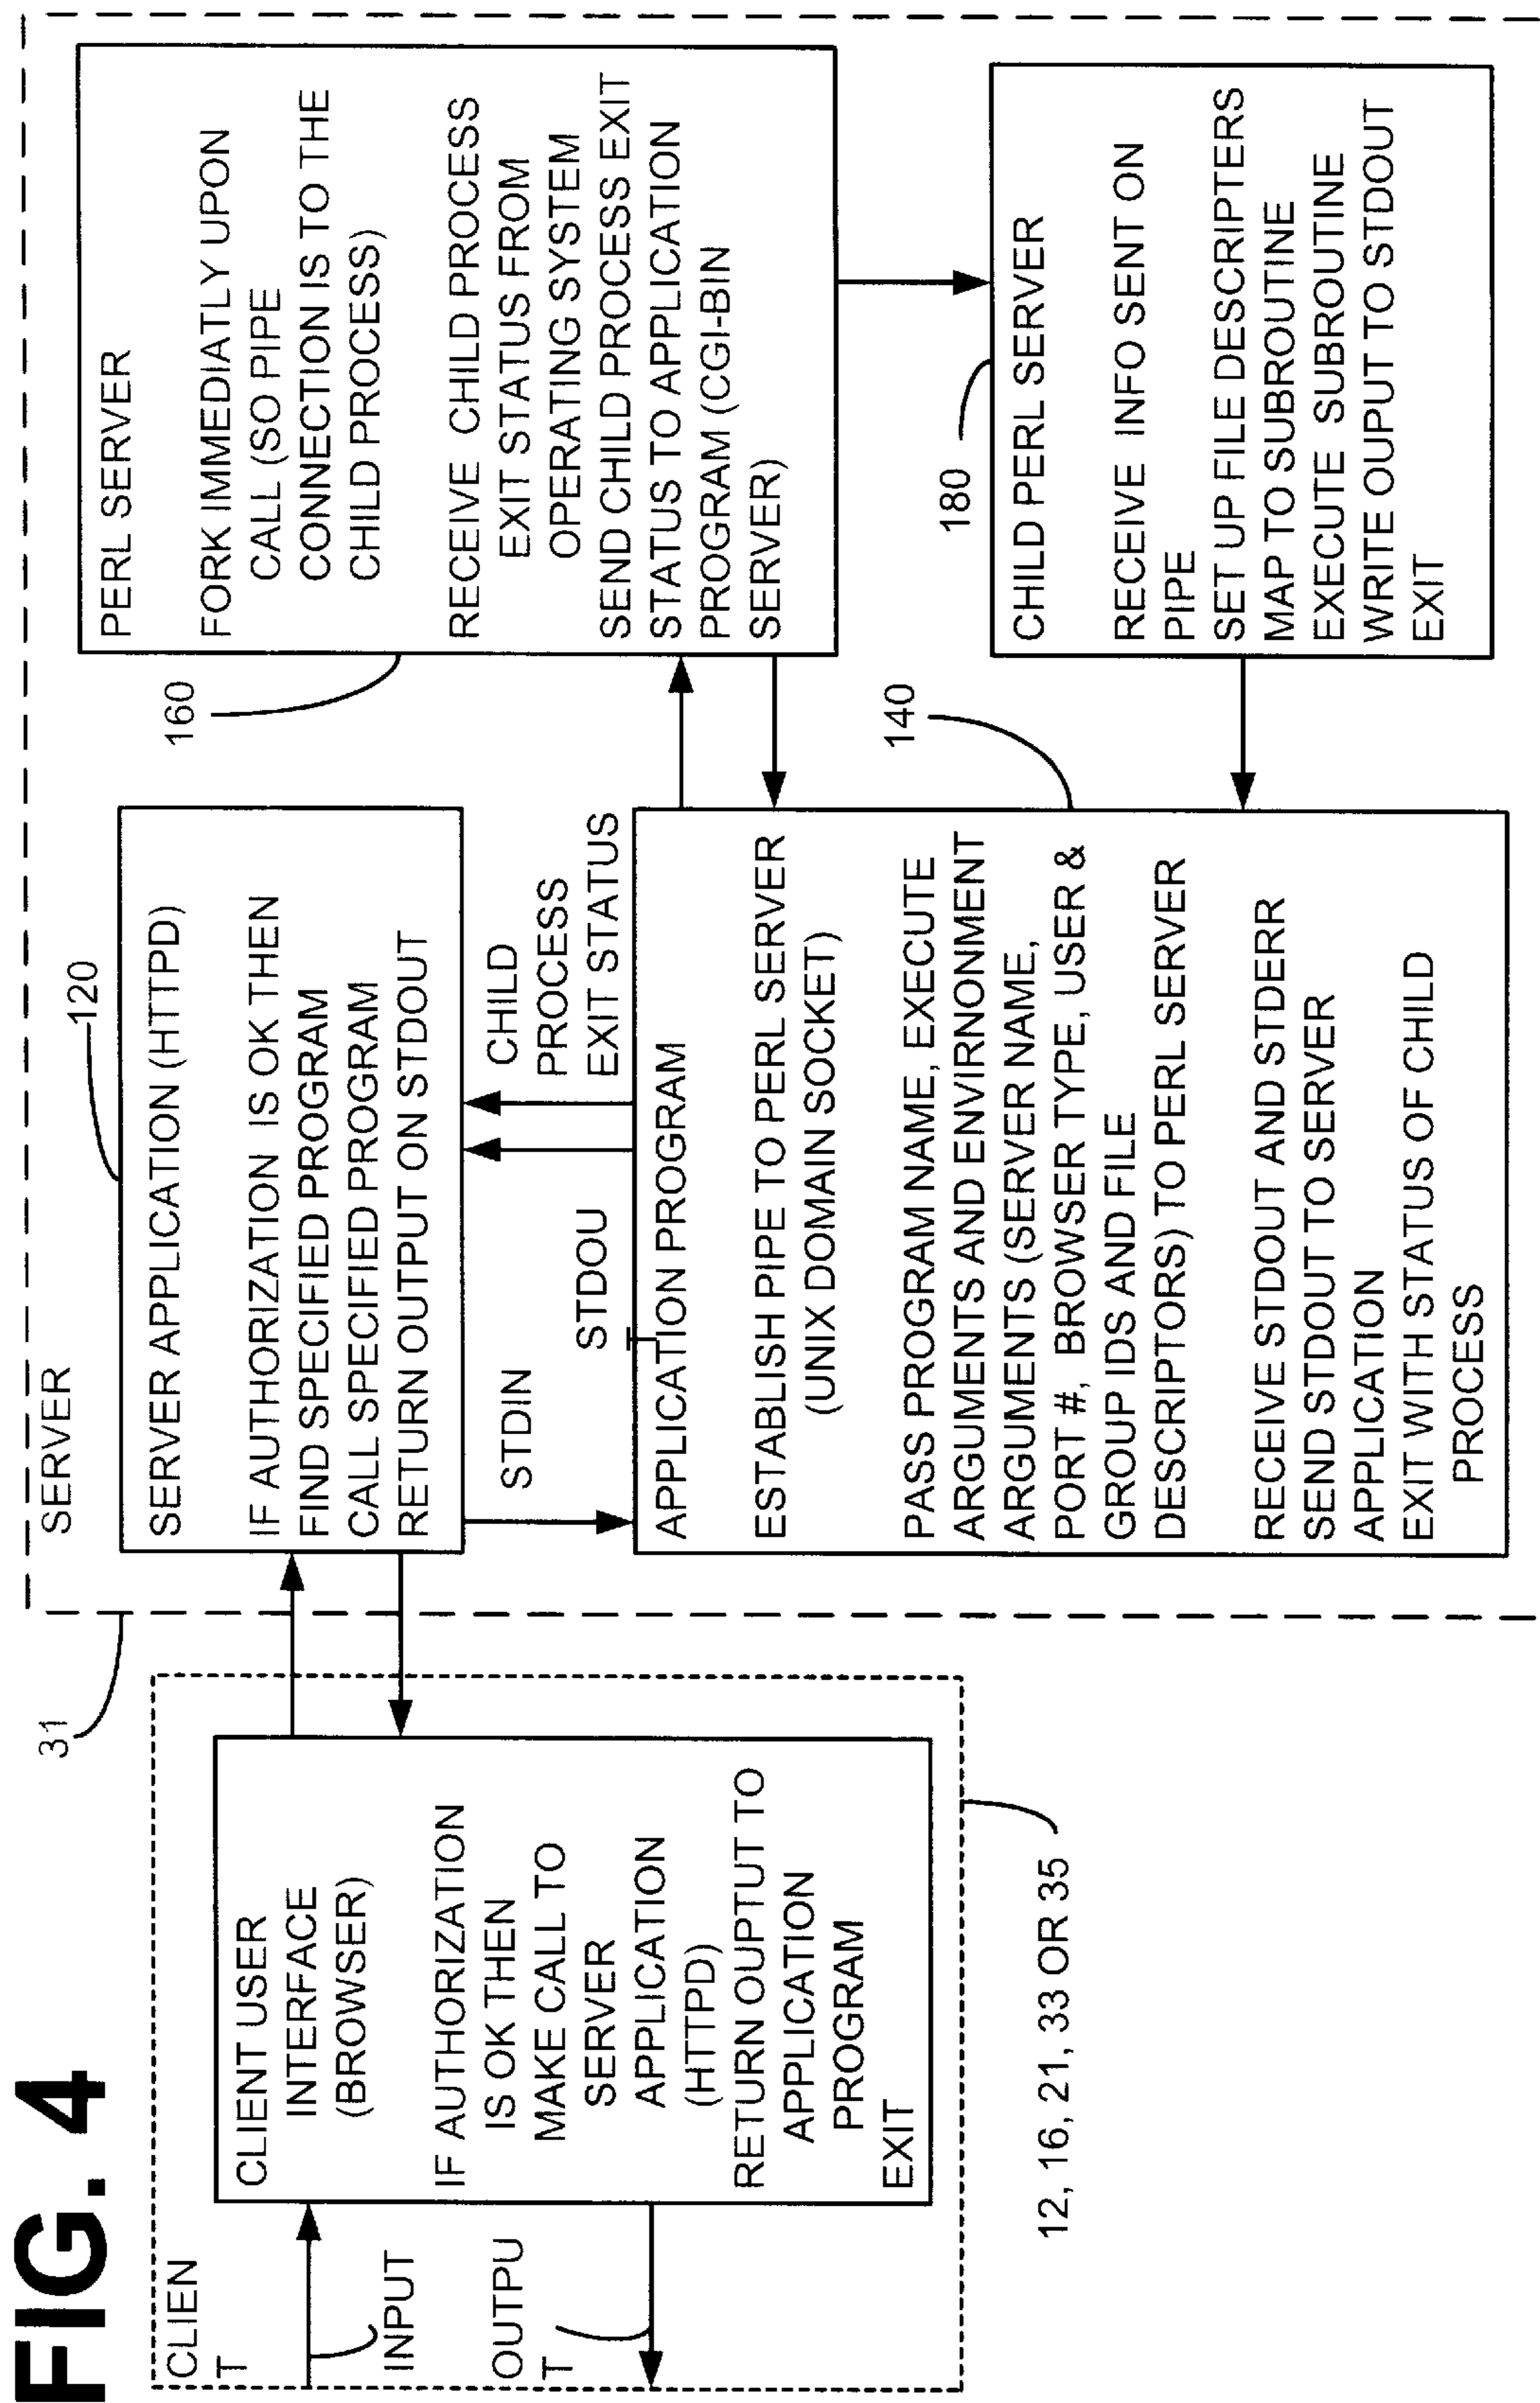 FIG. 4
CLIEN
T
INPUT
OUTPU
T
CLIENT USER
INTERFACE
(BROWSER)
IF AUTHORIZATION
IS OK THEN
MAKE CALL TO
SERVER
APPLICATION
(HTTPD)
RETURN OUPTUT TO
APPLICATION
PROGRAM
EXIT
12, 16, 21, 33 OR 35
31
SERVER
120
SERVER APPLICATION (HTTPD)
IF AUTHORIZATION IS OK THEN
FIND SPECIFIED PROGRAM
CALL SPECIFIED PROGRAM
RETURN OUTPUT ON STDOUT
STDIN
STDOU
T
CHILD
PROCESS
EXIT STATUS
APPLICATION PROGRAM
ESTABLISH PIPE TO PERL SERVER
(UNIX DOMAIN SOCKET)
PASS PROGRAM NAME, EXECUTE
ARGUMENTS AND ENVIRNONMENT
ARGUMENTS (SERVER NAME,
PORT #, BROWSER TYPE, USER &
GROUP IDS AND FILE
DESCRIPTORS) TO PERL SERVER
RECEIVE STDOUT AND STDERR
SEND STDOUT TO SERVER
APPLICATION
EXIT WITH STATUS OF CHILD
PROCESS
140
160
PERL SERVER
FORK IMMEDIATLY UPON
CALL (SO PIPE
CONNECTION IS TO THE
CHILD PROCESS)
RECEIVE CHILD PROCESS
EXIT STATUS FROM
OPERATING SYSTEM
SEND CHILD PROCESS EXIT
STATUS TO APPLICATION
PROGRAM (CGI-BIN
SERVER)
180
CHILD PERL SERVER
RECEIVE INFO SENT ON
PIPE
SET UP FILE DESCRIPTERS
MAP TO SUBROUTINE
EXECUTE SUBROUTINE
WRITE OUPUT TO STDOUT
EXIT